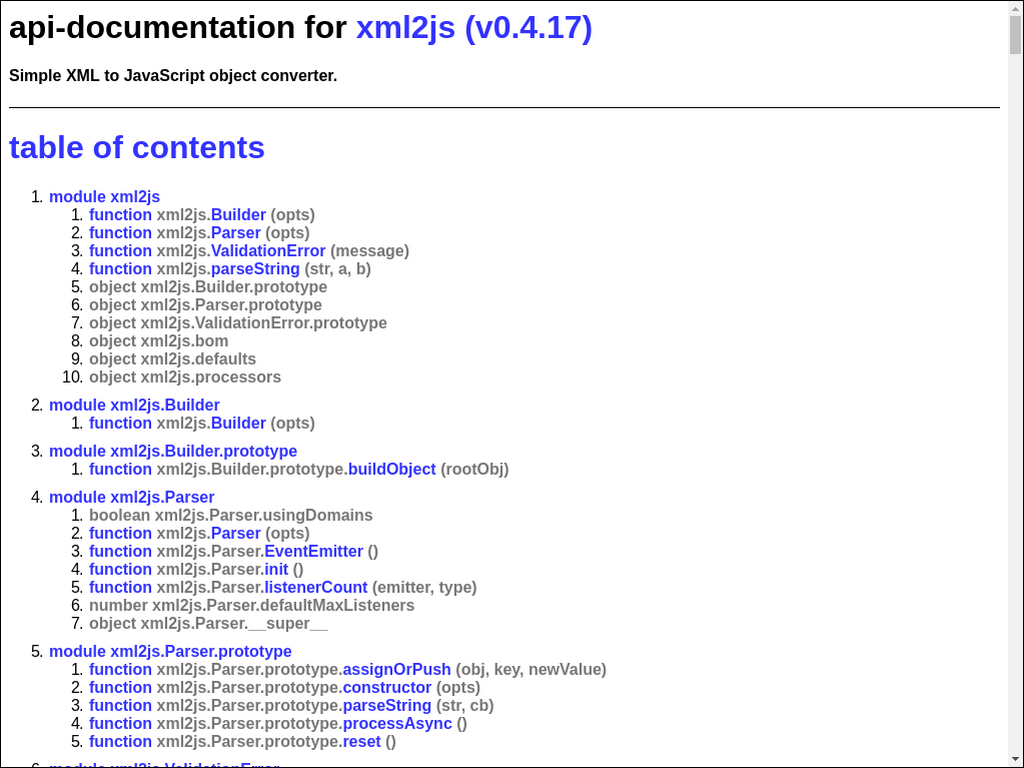 api-documentation for xml2js (v0.4.17)
Simple XML to JavaScript object converter.
table of contents
1. module xml2js
1. function xml2js.Builder (opts)
2. function xml2js.Parser (opts)
3. function xml2js.ValidationError (message)
4. function xml2js.parseString (str, a, b)
5. object xml2js.Builder.prototype
6. object xml2js.Parser.prototype
7. object xml2js.ValidationError.prototype
8. object xml2js.bom
9. object xml2js.defaults
10. object xml2js.processors
2. module xml2js.Builder
1. function xml2js.Builder (opts)
3. module xml2js.Builder.prototype
1. function xml2js.Builder.prototype.buildObject (rootObj)
4. module xml2js.Parser
1. boolean xml2js.Parser.usingDomains
2. function xml2js.Parser (opts)
3. function xml2js.Parser.EventEmitter ()
4. function xml2js.Parser.init ()
5. function xml2js.Parser.listenerCount (emitter, type)
6. number xml2js.Parser.defaultMaxListeners
7. object xml2js.Parser.__super__
5. module xml2js.Parser.prototype
1. function xml2js.Parser.prototype.assignOrPush (obj, key, newValue)
2. function xml2js.Parser.prototype.constructor (opts)
3. function xml2js.Parser.prototype.parseString (str, cb)
4. function xml2js.Parser.prototype.processAsync ()
5. function xml2js.Parser.prototype.reset ()
6. module xml2js.ValidationError